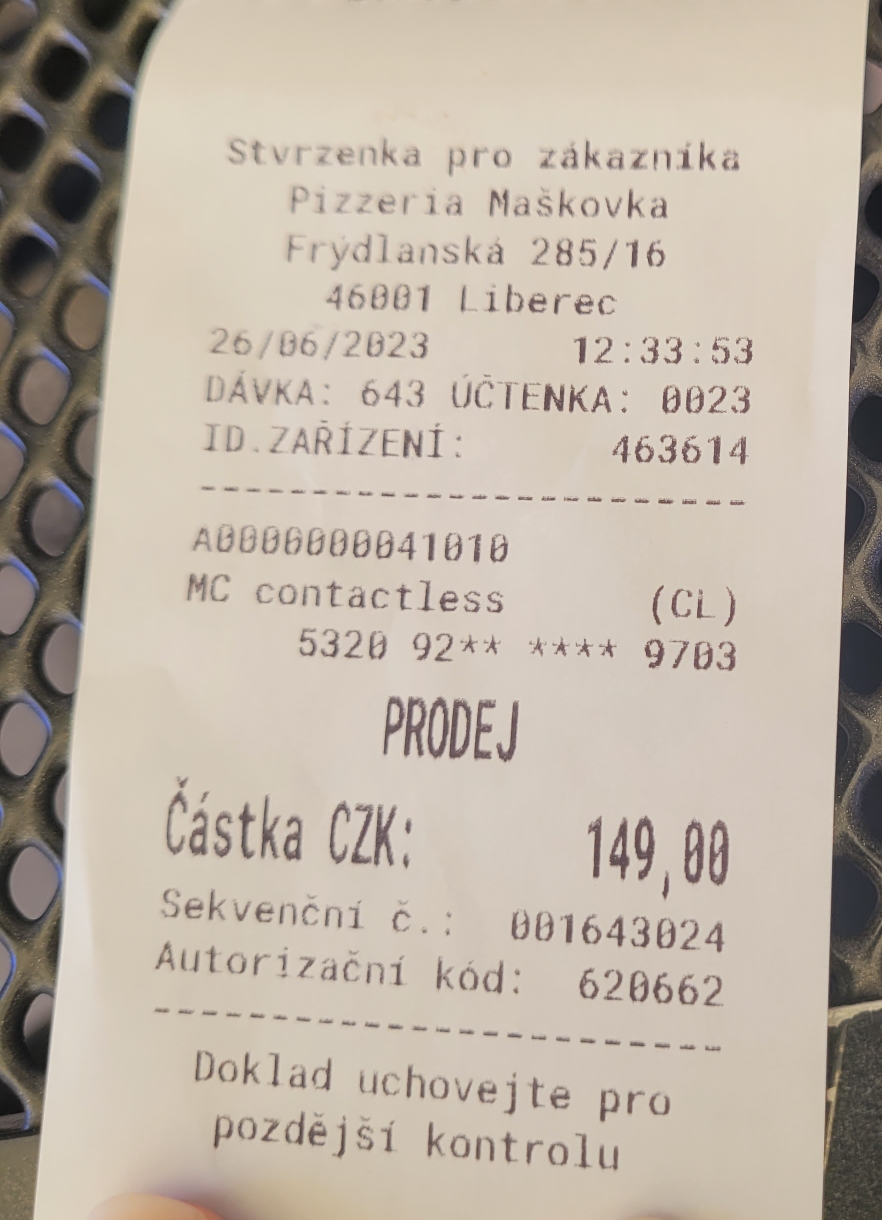 Stvrzenka pro zákazníka
Pizzeria Maškovka
Frýdlanská 285/16
46001 Liberec
26/06/2023 12:33:53
DÁVKA: 643 ÚČTENKA: 0023
ID.ZAŘÍZENÍ: 463614
------------------------
A0000000041010
MC contactless (CL)
5320 92** **** 9703
PRODEJ
Částka CZK: 149,00
Sekvenční č.: 001643024
Autorizační kód: 620662
------------------------
Doklad uchovejte pro
pozdější kontrolu